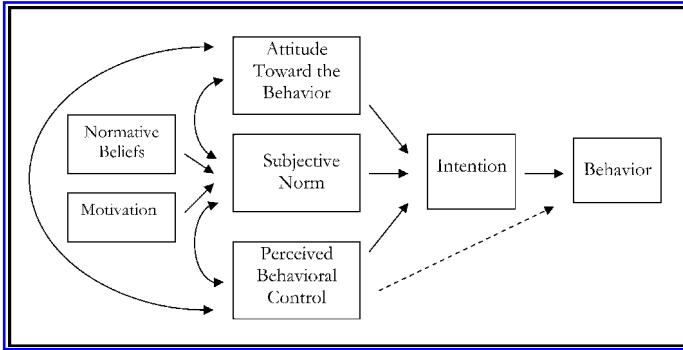 Attitude
Toward the
Behavior
Normative
Beliefs
Motivation
Subjective
Norm
Perceived
Behavioral
Control
Intention
Behavior